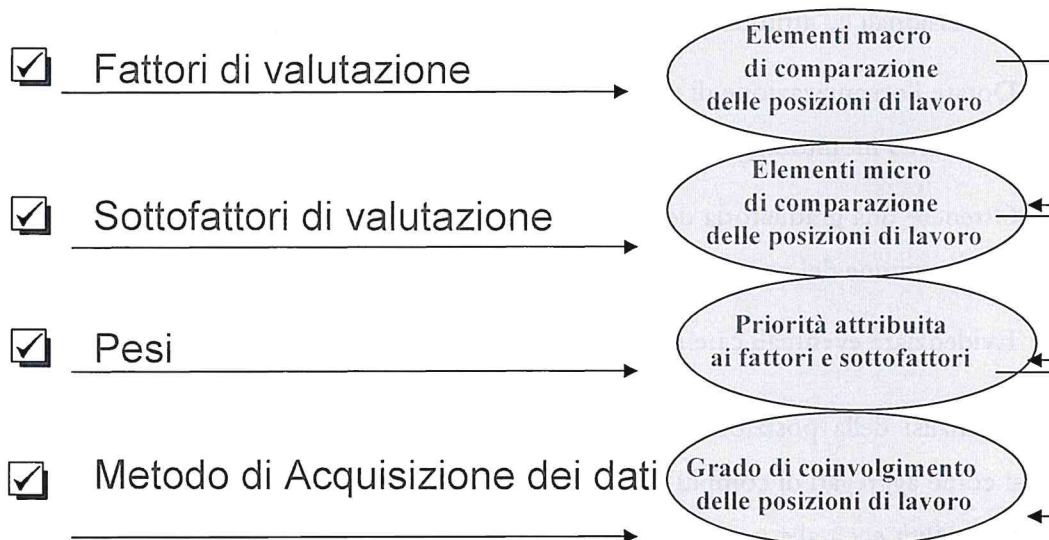 Fattori di valutazione
Elementi macro
di comparazione
delle posizioni di lavoro
Sottofattori di valutazione
Elementi micro
di comparazione
delle posizioni di lavoro
Pesi
Priorità attribuita
ai fattori e sottofattori
Metodo di Acquisizione dei dati
Grado di coinvolgimento
delle posizioni di lavoro